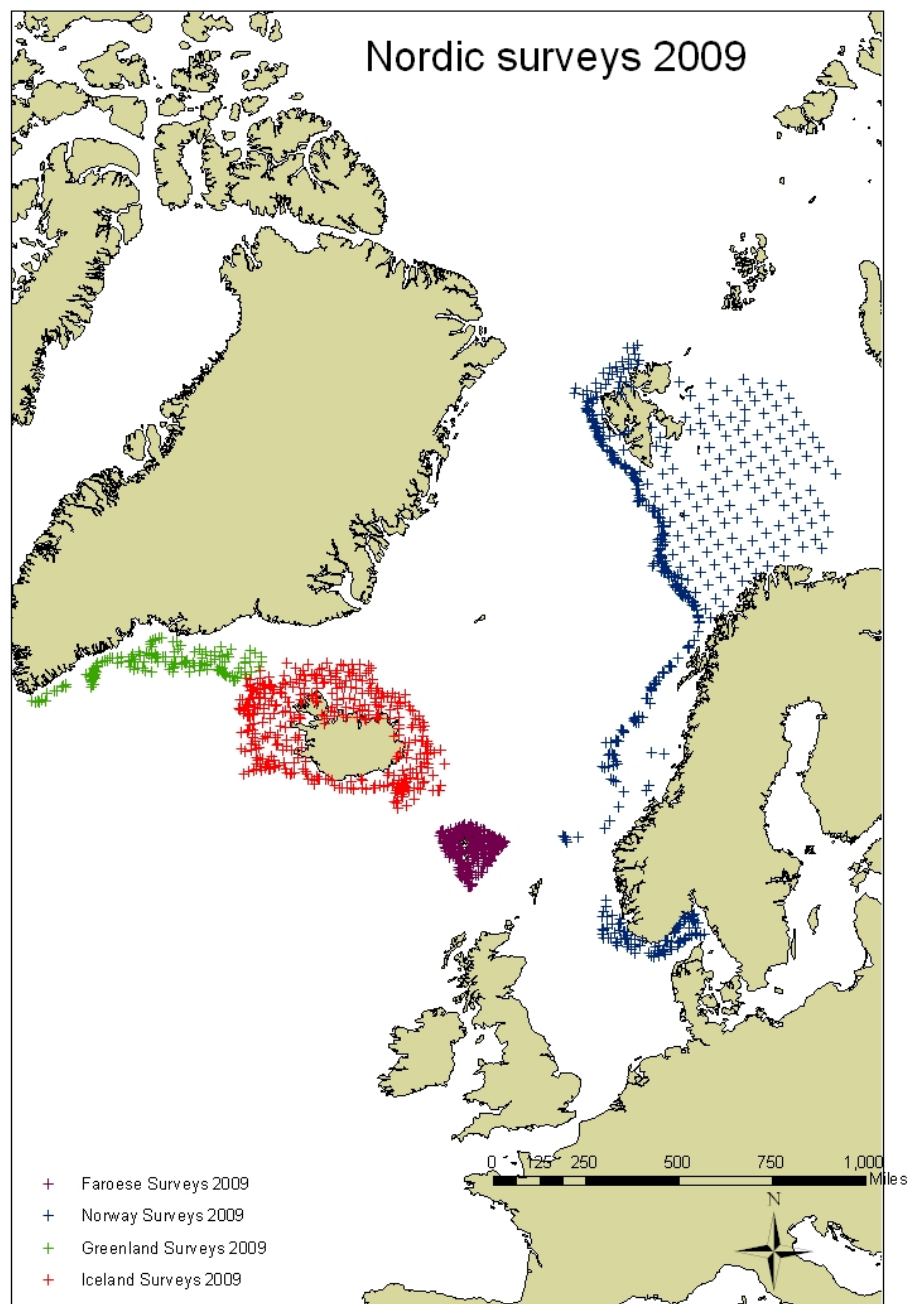 Nordic surveys 2009
0 125 250 500 750 1,000
Miles
N
Faroese Surveys 2009
Norway Surveys 2009
Greenland Surveys 2009
Iceland Surveys 2009